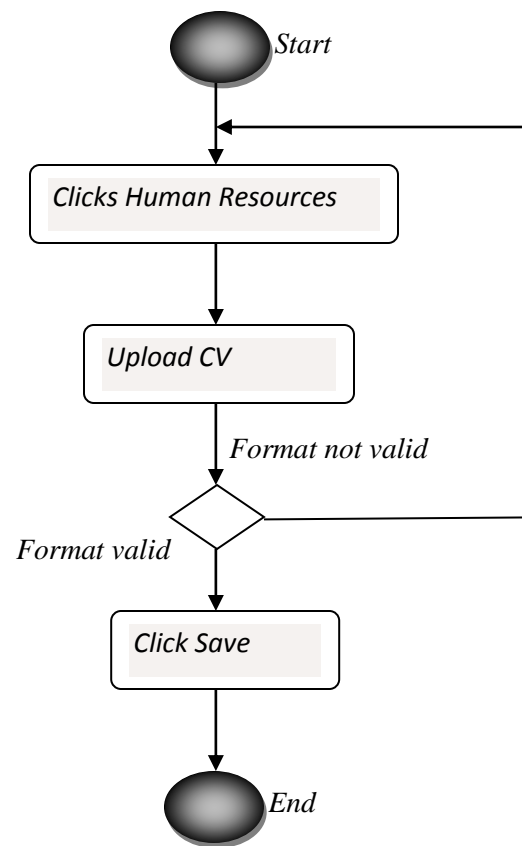 Start
Clicks Human Resources
Upload CV
Format not valid
Format valid
Click Save
End